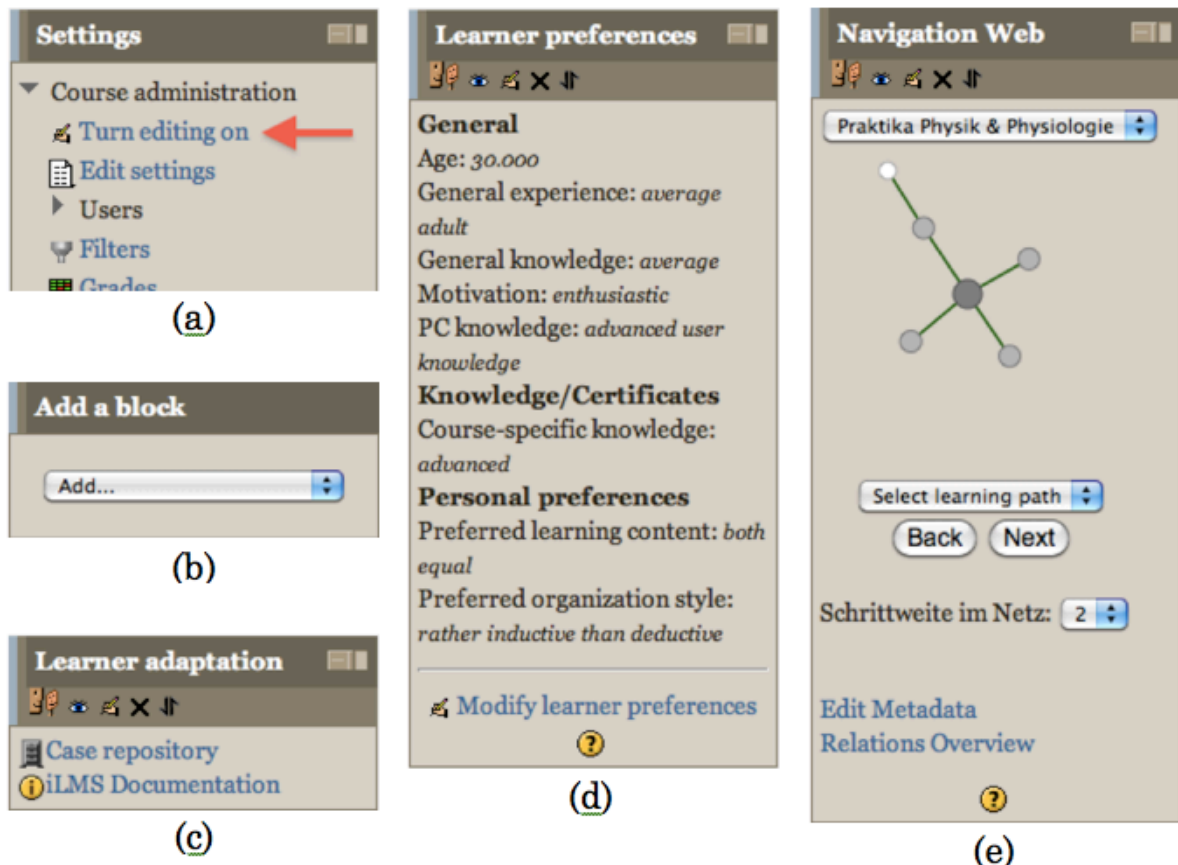 Settings
Course administration
Turn editing on
Edit settings
Users
Filters
Grades
(a)
Add a block
Add...
(b)
Learner adaptation
Case repository
iLMS Documentation
(c)
Learner preferences
General
Age: 30.000
General experience: average
adult
General knowledge: average
Motivation: enthusiastic
PC knowledge: advanced user
knowledge
Knowledge/Certificates
Course-specific knowledge:
advanced
Personal preferences
Preferred learning content: both
equal
Preferred organization style:
rather inductive than deductive
Modify learner preferences
?
(d)
Navigation Web
Praktika Physik & Physiologie
Select learning path
Back Next
Schrittweite im Netz: 2
Edit Metadata
Relations Overview
?
(e)